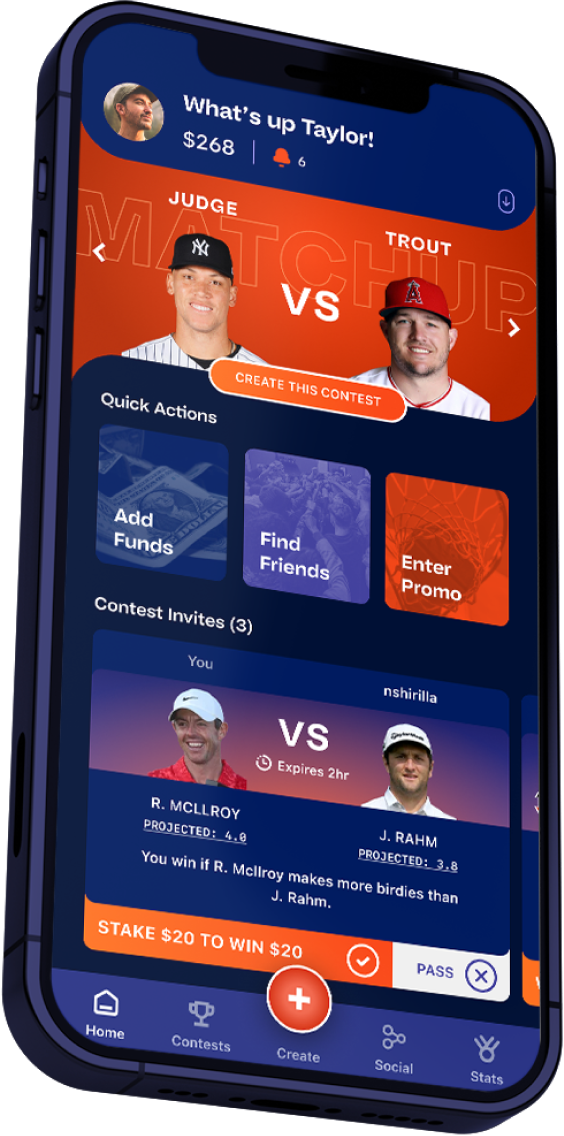 What's up Taylor!
$268 | 6
MATCHUP
JUDGE
TROUT
VS
CREATE THIS CONTEST
Quick Actions
Add
Funds
Find
Friends
Enter
Promo
Contest Invites (3)
You
nshirilla
VS
Expires 2hr
R. MCLLROY
J. RAHM
PROJECTED: 4.0
PROJECTED: 3.8
You win if R. Mcllroy makes more birdies than
J. Rahm.
STAKE $20 TO WIN $20
PASS
Home
Contests
Create
Social
Stats